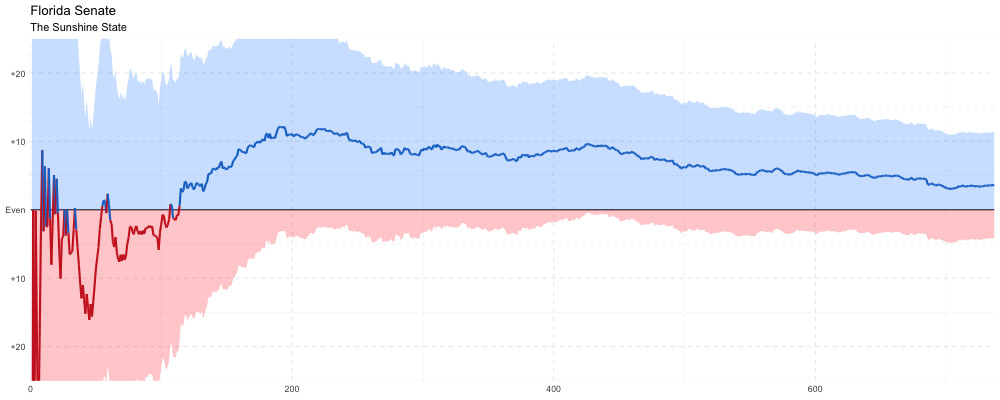 Florida Senate
The Sunshine State
+20
+10
Even
+10
+20
0 200 400 600